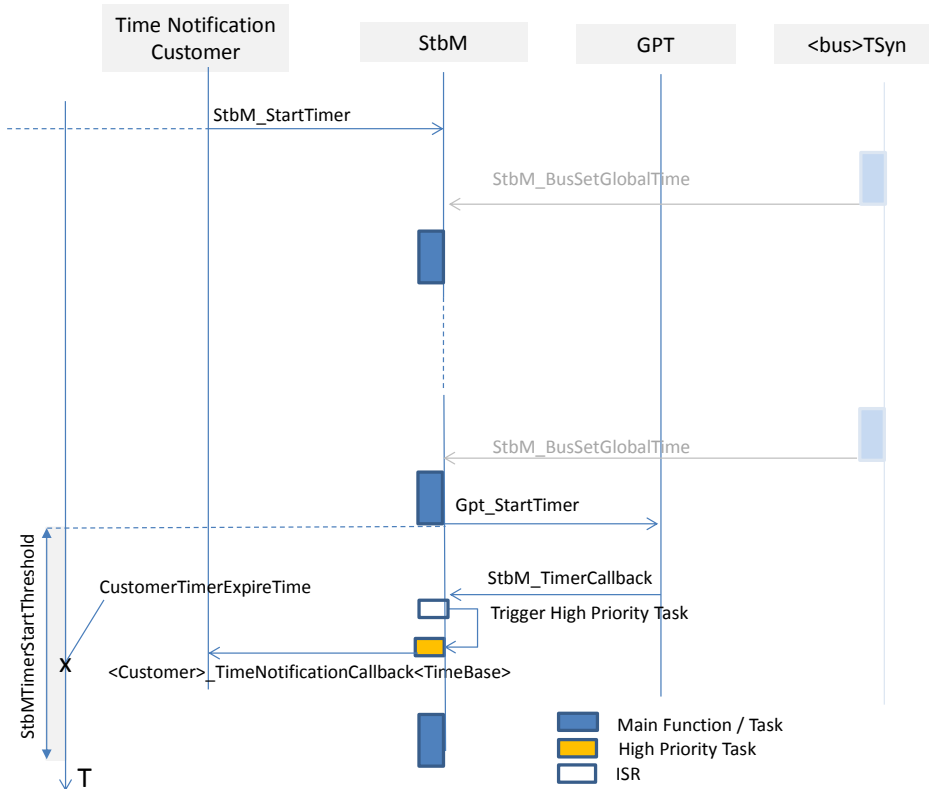 Time Notification
Customer
StbM
GPT
<bus>TSyn
StbM_StartTimer
StbM_BusSetGlobalTime
StbM_BusSetGlobalTime
Gpt_StartTimer
StbMTimerStartThreshold
CustomerTimerExpireTime
StbM_TimerCallback
Trigger High Priority Task
X
<Customer>_TimeNotificationCallback<TimeBase>
Main Function / Task
High Priority Task
ISR
T